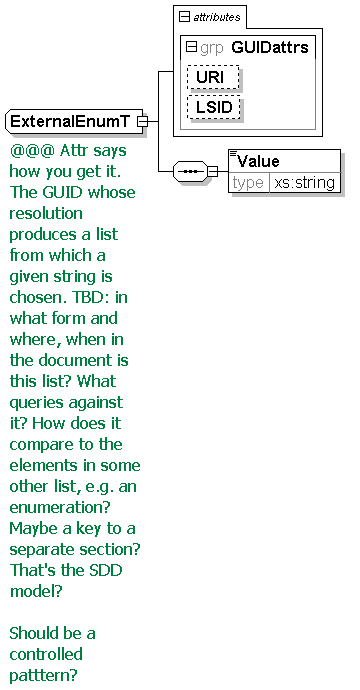 attributes
grp GUIDattrs
URI
LSID
ExternalEnumT
Value
type xs:string
@@@ Attr says
how you get it.
The GUID whose
resolution
produces a list
from which a
given string is
chosen. TBD: in
what form and
where, when in
the document is
this list? What
queries against
it? How does it
compare to the
elements in some
other list, e.g. an
enumeration?
Maybe a key to a
separate section?
That's the SDD
model?

Should be a
controlled
patttern?